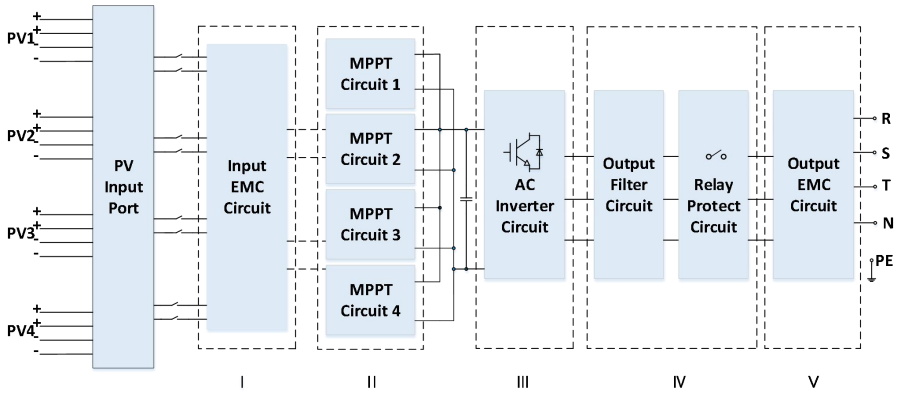 +
PV1
+
-
-
+
PV2
+
-
-
+
PV3
+
-
-
+
PV4
+
-
-
PV
Input
Port
Input
EMC
Circuit
MPPT
Circuit 1
MPPT
Circuit 2
MPPT
Circuit 3
MPPT
Circuit 4
AC
Inverter
Circuit
Output
Filter
Circuit
Relay
Protect
Circuit
Output
EMC
Circuit
R
S
T
N
PE
I
II
III
IV
V